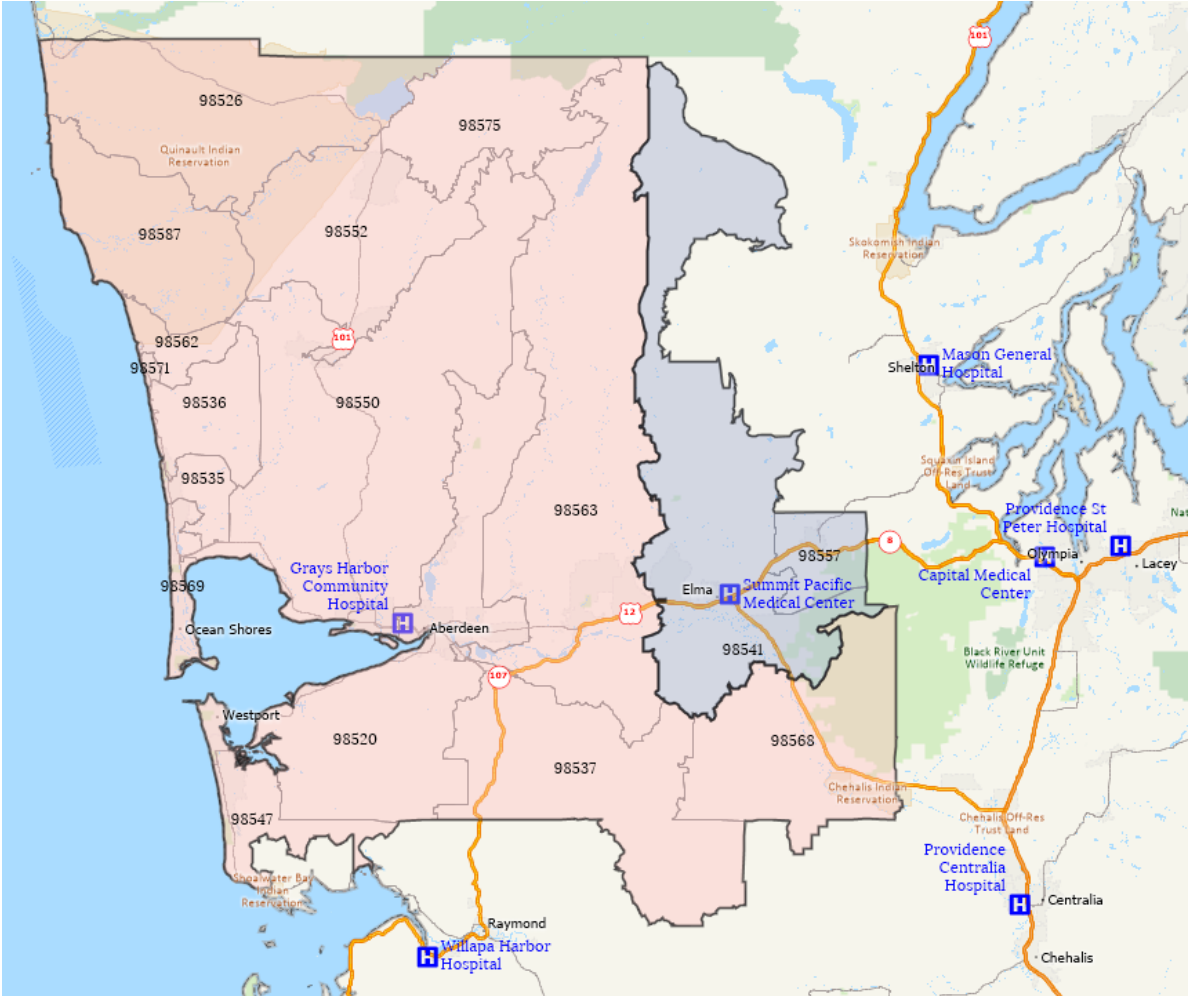 101
98526
98575
Quinault Indian
Reservation
98587
98552
Skokomish Indian
Reservation
98562
101
98571
Mason General
Hospital
Shelton
98536
98550
98535
Squaxin Island
Off-Res Trust
Land
98563
Providence St
Peter Hospital
Nat
8
98557
Olympia
Lacey
98569
Grays Harbor
Community
Hospital
H
Elma
H
Summit Pacific
Medical Center
Capital Medical
Center
H
H
H
12
Ocean Shores
Aberdeen
98541
Black River Unit
Wildlife Refuge
107
Westport
98520
98537
98568
98547
Chehalis Indian
Reservation
Chehalis Off-Res
Trust Land
Shoalwater Bay
Indian
Reservation
Providence
Centralia
Hospital
H
Centralia
Raymond
H
Willapa Harbor
Hospital
Chehalis